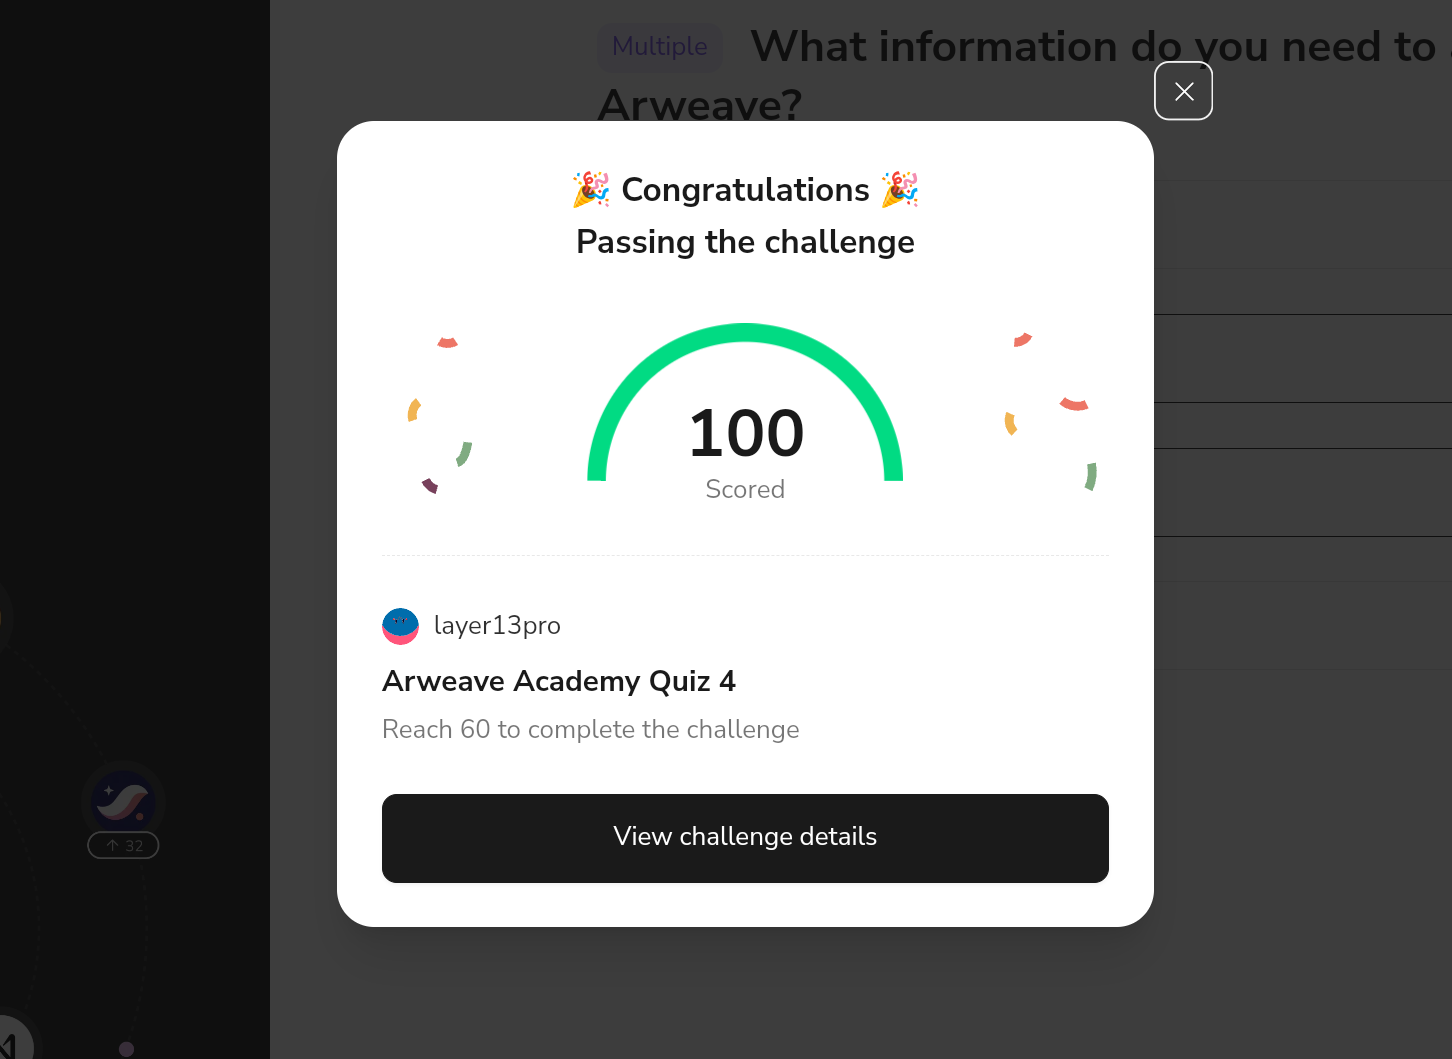 Multiple What information do you need to
Arweave?
🎉 Congratulations 🎉
Passing the challenge
100
Scored
layer13pro
Arweave Academy Quiz 4
Reach 60 to complete the challenge
↑ 32
View challenge details